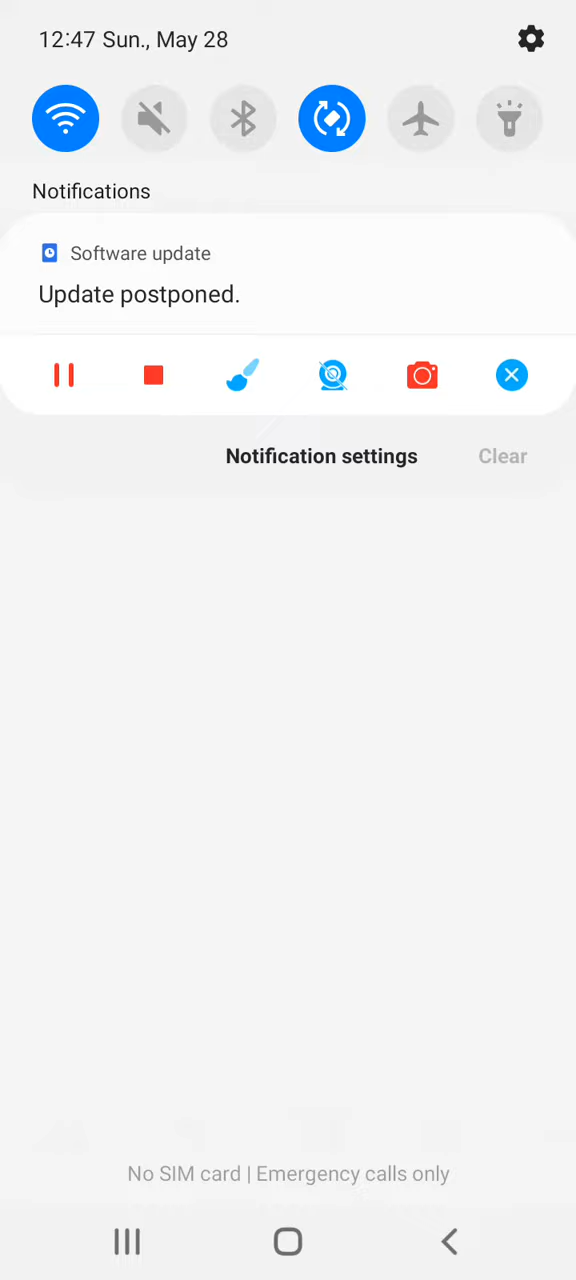 12:47 Sun., May 28
Notifications
Software update
Update postponed.
Notification settings
Clear
No SIM card | Emergency calls only